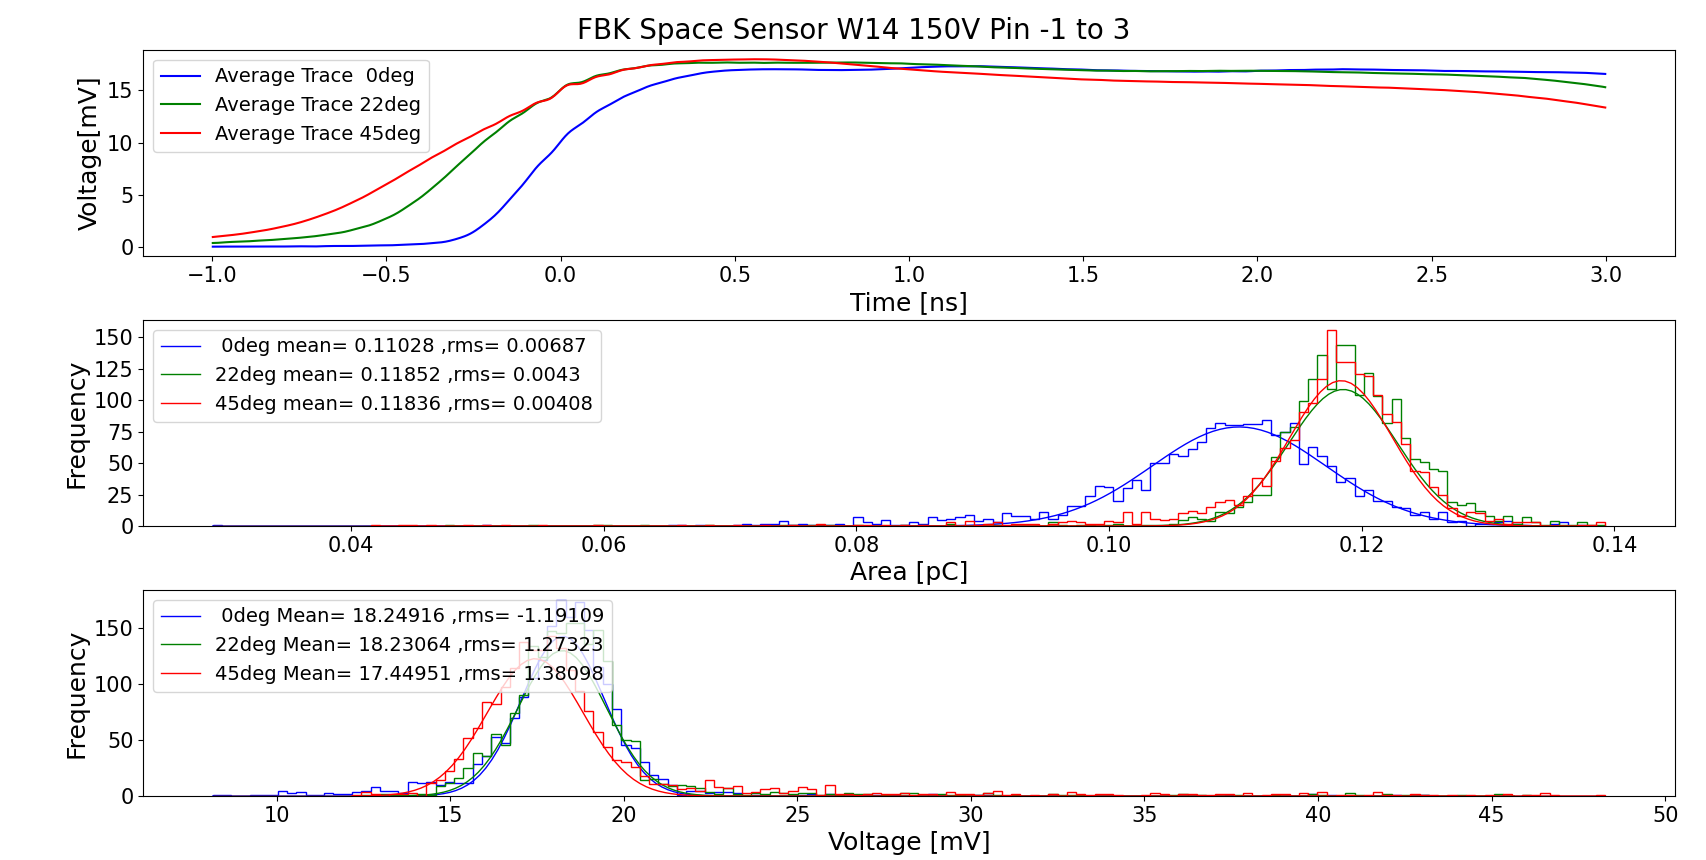 FBK Space Sensor W14 150V Pin -1 to 3
Voltage[mV]
15
10
5
0
Average Trace  0deg
Average Trace 22deg
Average Trace 45deg
−1.0 −0.5 0.0 0.5 1.0 1.5 2.0 2.5 3.0
Time [ns]
Frequency
150
125
100
75
50
25
0
0deg mean= 0.11028 ,rms= 0.00687
22deg mean= 0.11852 ,rms= 0.0043
45deg mean= 0.11836 ,rms= 0.00408
0.04 0.06 0.08 0.10 0.12 0.14
Area [pC]
Frequency
150
100
50
0
0deg Mean= 18.24916 ,rms= -1.19109
22deg Mean= 18.23064 ,rms= 1.27323
45deg Mean= 17.44951 ,rms= 1.38098
10 15 20 25 30 35 40 45 50
Voltage [mV]